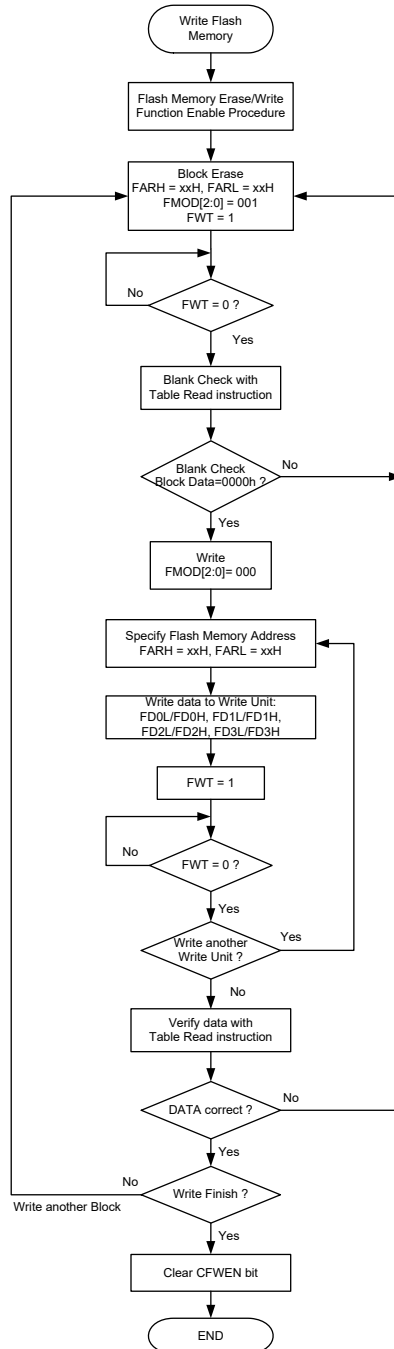 Write Flash
Memory
Flash Memory Erase/Write
Function Enable Procedure
Block Erase
FARH = xxH, FARL = xxH
FMOD[2:0] = 001
FWT = 1
No
FWT = 0 ?
Yes
Blank Check with
Table Read instruction
Blank Check
Block Data=0000h ?
No
Yes
Write
FMOD[2:0]= 000
Specify Flash Memory Address
FARH = xxH, FARL = xxH
Write data to Write Unit:
FD0L/FD0H, FD1L/FD1H,
FD2L/FD2H, FD3L/FD3H
FWT = 1
No
FWT = 0 ?
Yes
Write another
Write Unit ?
Yes
No
Verify data with
Table Read instruction
DATA correct ?
No
Yes
No
Write Finish ?
Write another Block
Yes
Clear CFWEN bit
END